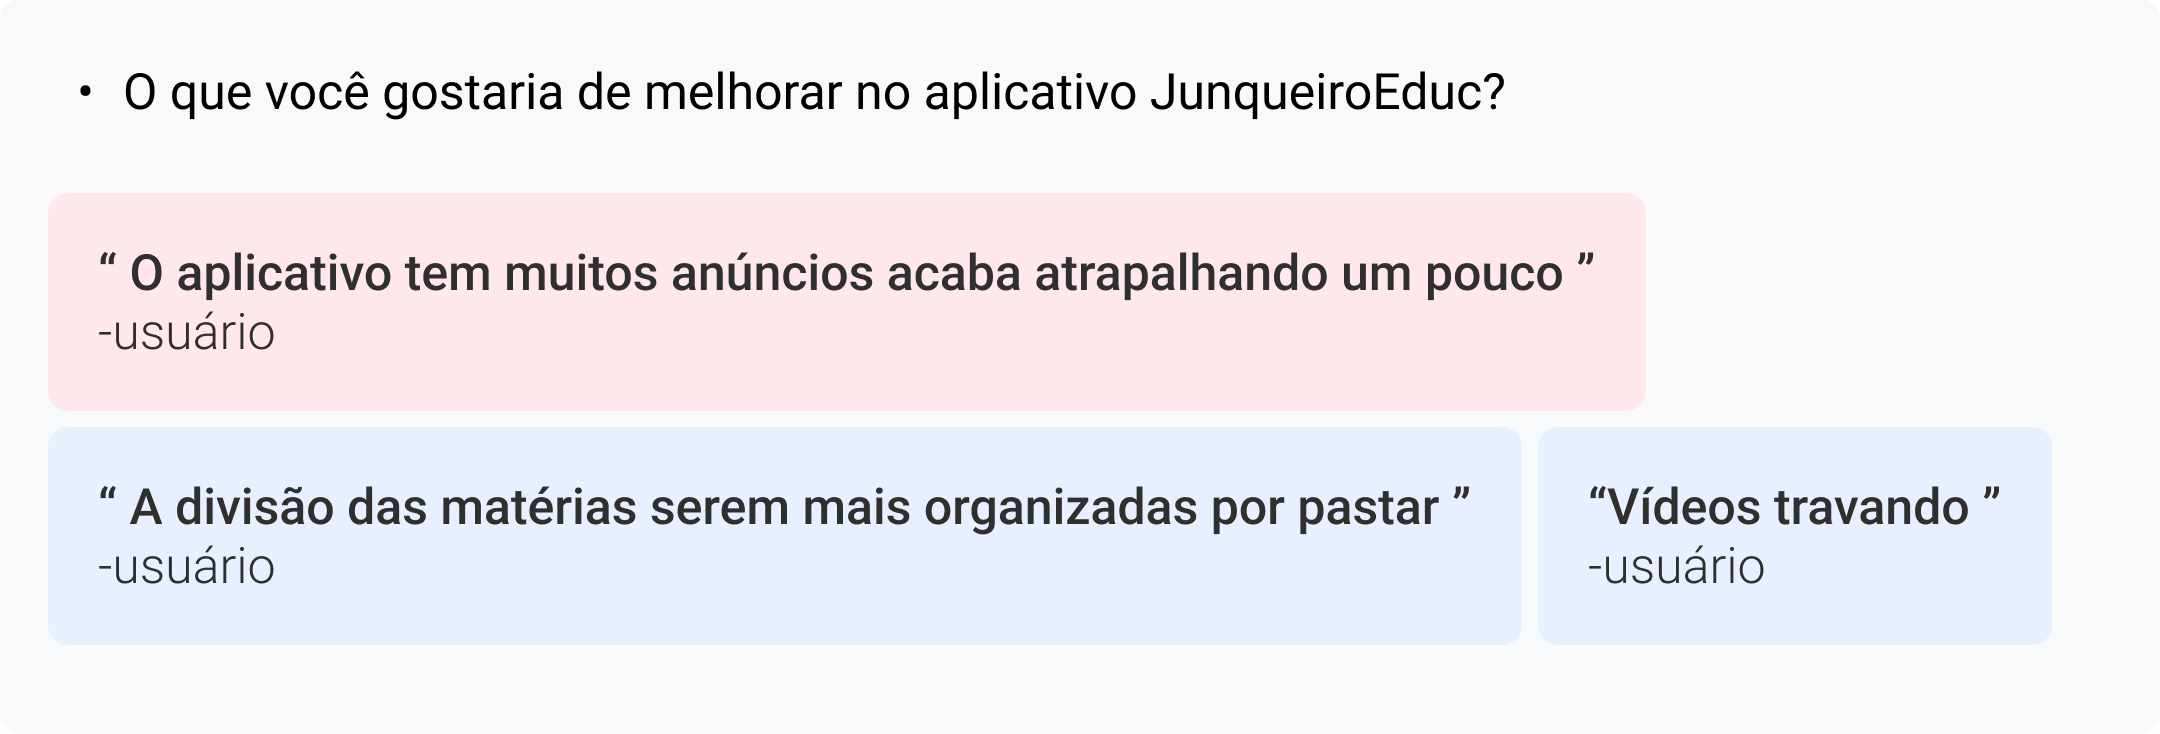 • O que você gostaria de melhorar no aplicativo JunqueiroEduc?
“ O aplicativo tem muitos anúncios acaba atrapalhando um pouco ”
-usuário
“ A divisão das matérias serem mais organizadas por pastar ”
-usuário
“Vídeos travando ”
-usuário